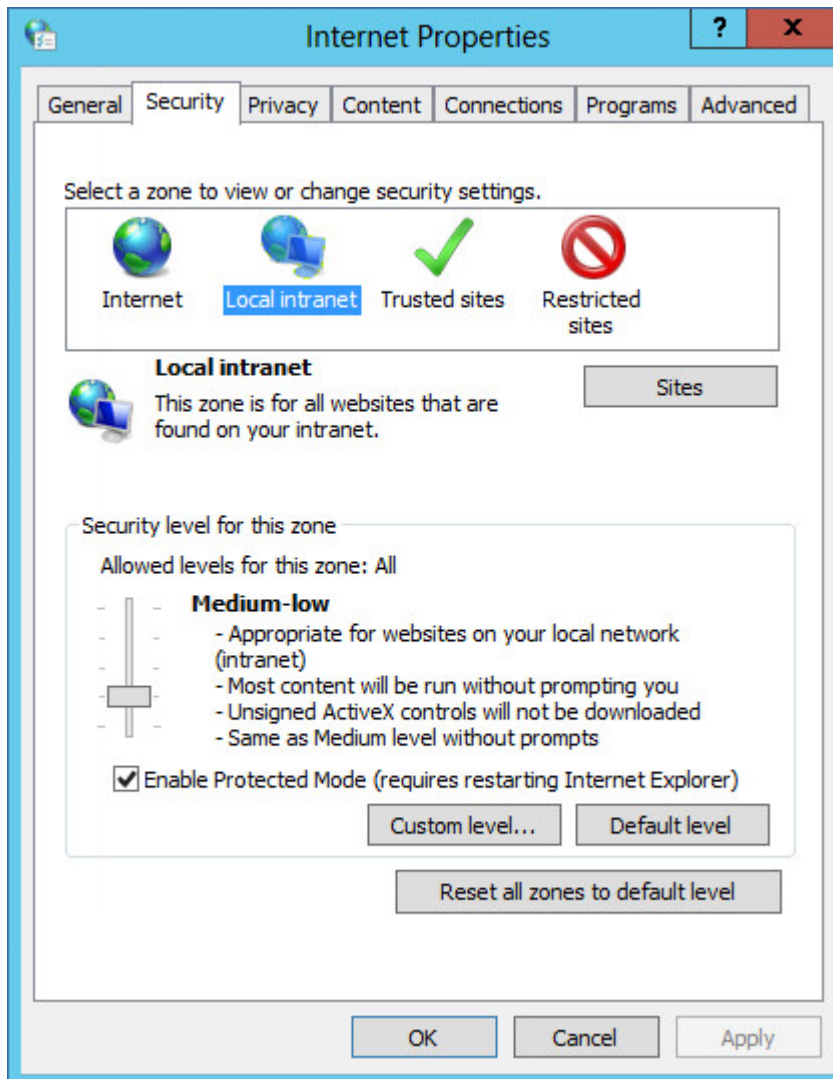 Internet Properties
? x
General Security Privacy Content Connections Programs Advanced
Select a zone to view or change security settings.
Internet Local intranet Trusted sites Restricted
sites
Local intranet
Sites
This zone is for all websites that are
found on your intranet.
Security level for this zone
Allowed levels for this zone: All
Medium-low
- Appropriate for websites on your local network
(intranet)
- Most content will be run without prompting you
- Unsigned ActiveX controls will not be downloaded
- Same as Medium level without prompts
Enable Protected Mode (requires restarting Internet Explorer)
Custom level... Default level
Reset all zones to default level
OK Cancel Apply